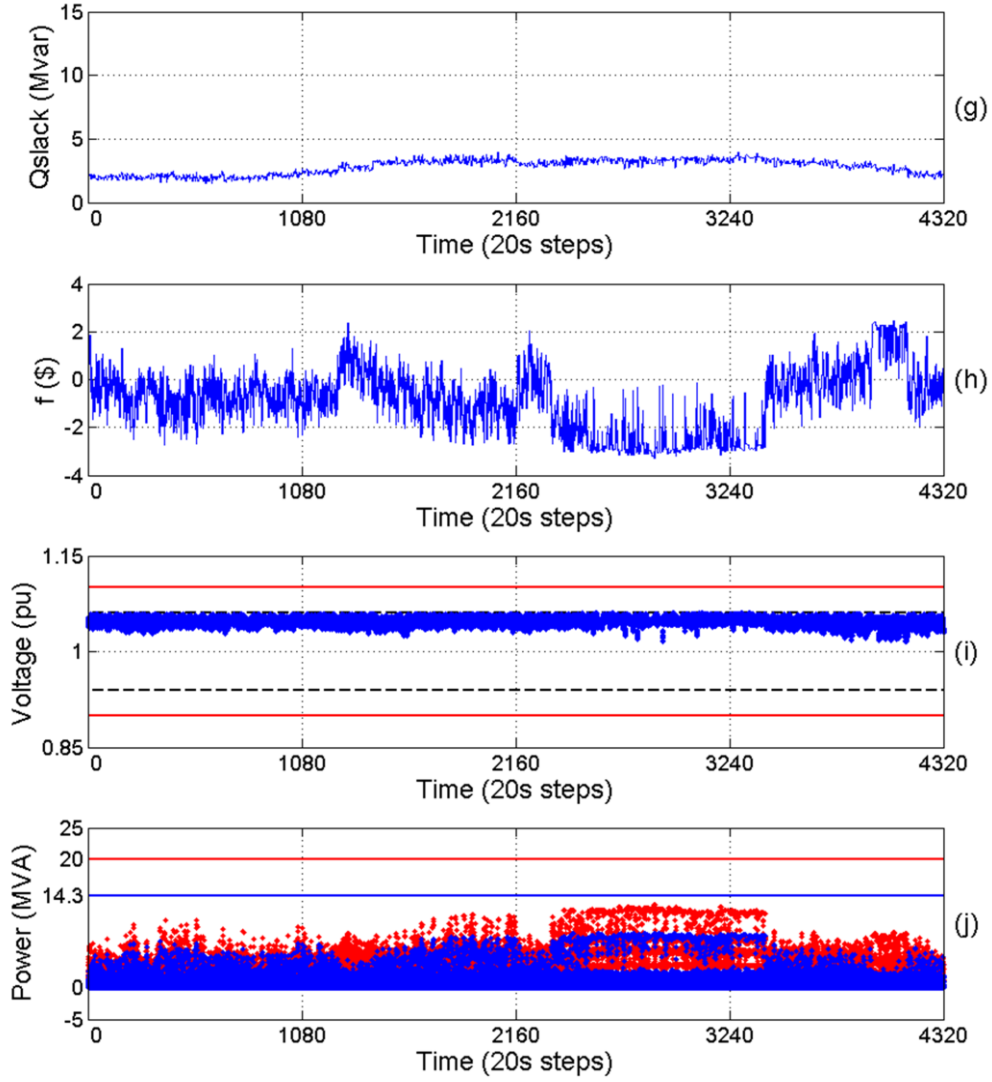 15
10
5
0
Qslack (Mvar)
0 1080 2160 3240 4320
Time (20s steps)
(g)
4
2
0
-2
-4
f ($)
0 1080 2160 3240 4320
Time (20s steps)
(h)
1.15
1
0.85
Voltage (pu)
0 1080 2160 3240 4320
Time (20s steps)
(i)
25
20
14.3
0
-5
Power (MVA)
0 1080 2160 3240 4320
Time (20s steps)
(j)